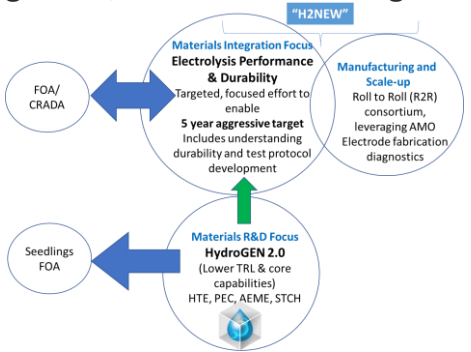 “H2NEW”
Materials Integration Focus
Electrolysis Performance
& Durability
Targeted, focused effort to
enable
5 year aggressive target
Includes understanding
durability and test protocol
development
Manufacturing and
Scale-up
Roll to Roll (R2R)
consortium,
leveraging AMO
Electrode fabrication
diagnostics
FOA/
CRADA
Materials R&D Focus
HydroGEN 2.0
(Lower TRL & core
capabilities)
HTE, PEC, AEME, STCH
Seedlings
FOA